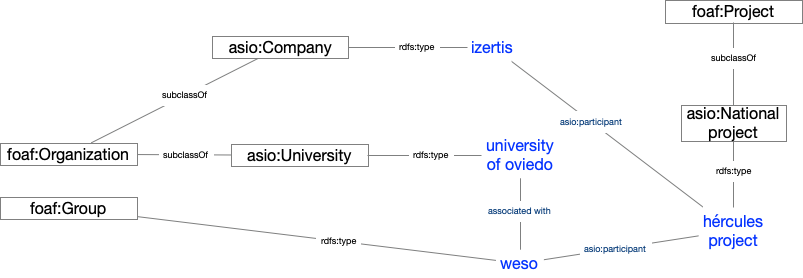 foaf:Project
asio:Company
rdfs:type
izertis
subclassOf
subclassOf
asio:participant
asio:National
project
foaf:Organization
subclassOf
asio:University
rdfs:type
university
of oviedo
rdfs:type
foaf:Group
associated with
hércules
project
rdfs:type
asio:participant
weso